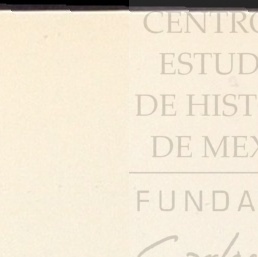 CENTRO
ESTUD
DE HIST
DE MEX
FUNDA